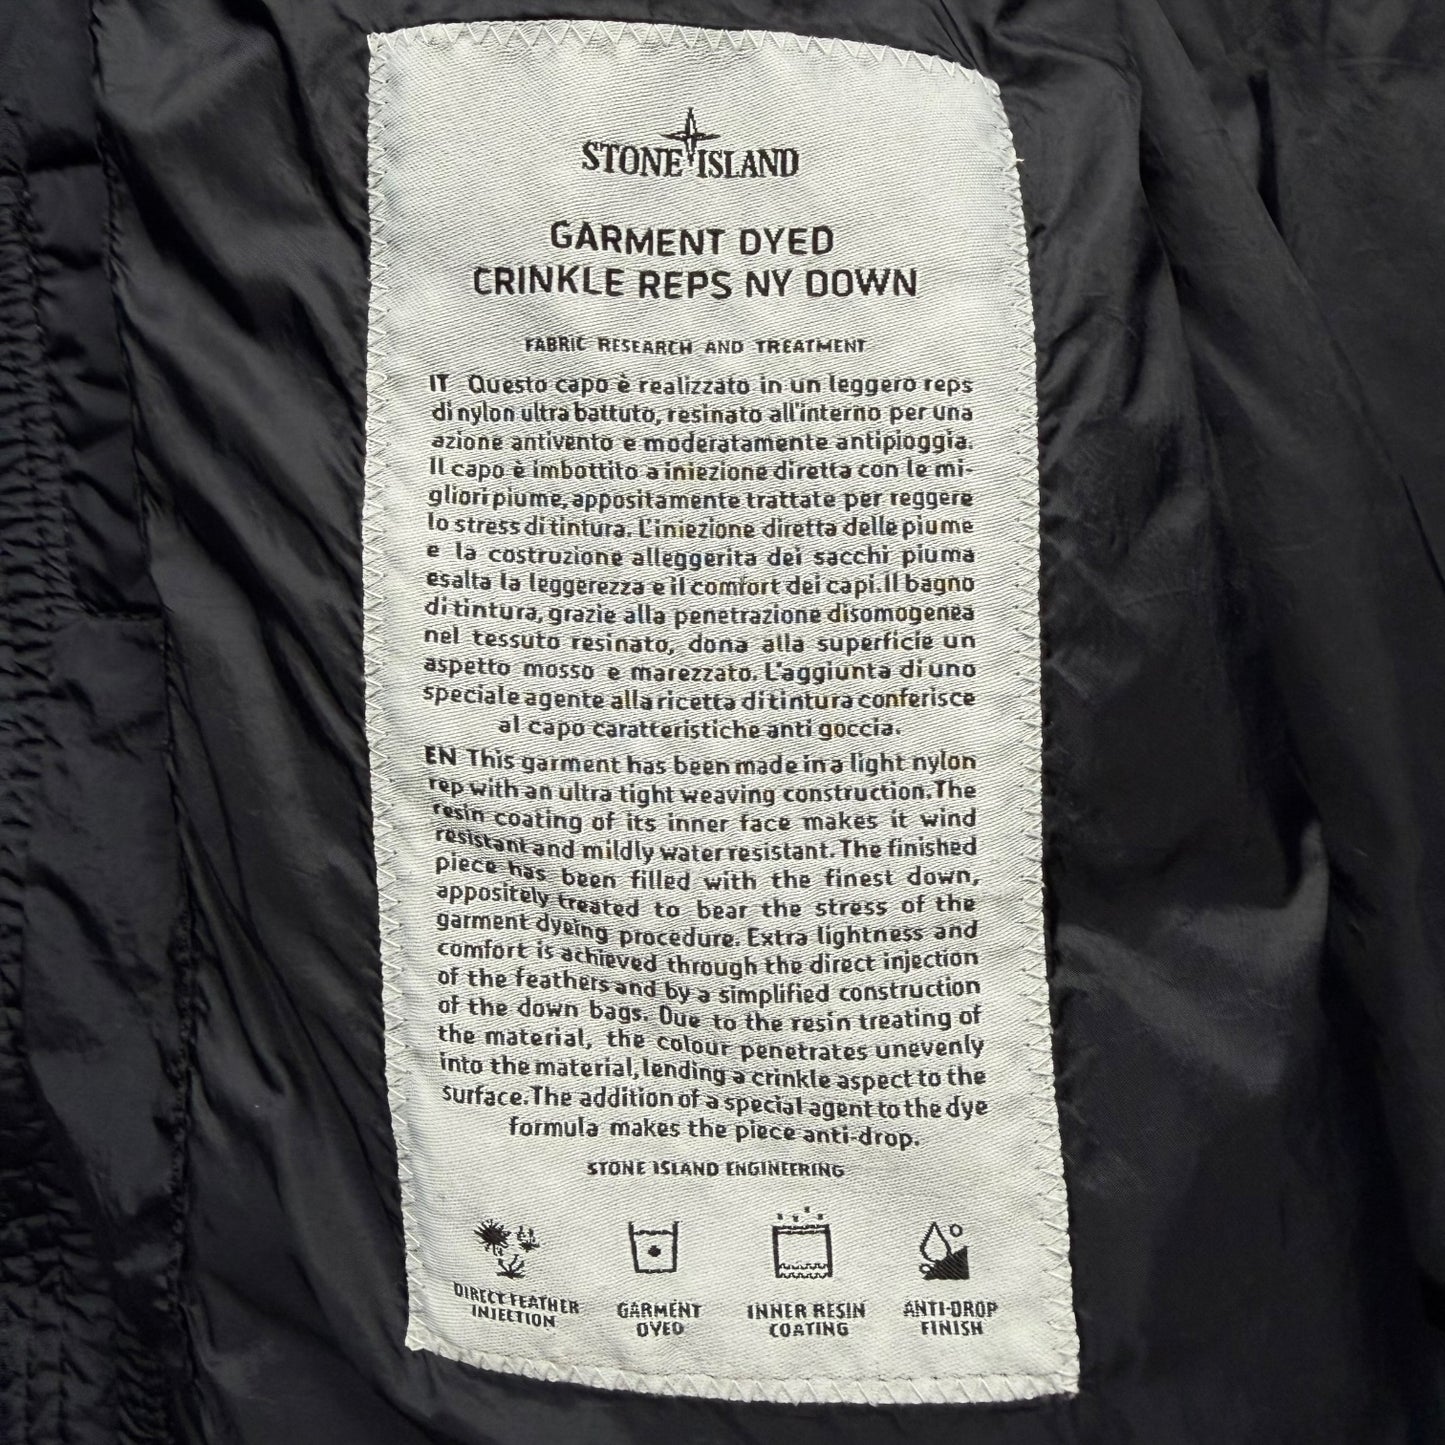 STONE ISLAND
GARMENT DYED
CRINKLE REPS NY DOWN
FABRIC RESEARCH AND TREATMENT
IT Questo capo è realizzato in un leggero reps
di nylon ultra battuto, resinato all'interno per una
azione antivento e moderatamente antipioggia.
Il capo è imbottito a iniezione diretta con le mi-
gliori piume, appositamente trattate per reggere
lo stress di tintura. L'iniezione diretta delle piume
e la costruzione alleggerita dei sacchi piuma
esalta la leggerezza e il comfort dei capi. Il bagno
di tintura, grazie alla penetrazione disomogenea
nel tessuto resinato, dona alla superficie un
aspetto mosso e marezzato. L'aggiunta di uno
speciale agente alla ricetta di tintura conferisce
al capo caratteristiche anti goccia.
EN This garment has been made in a light nylon
rep with an ultra tight weaving construction. The
resin coating of its inner face makes it wind
resistant and mildly water resistant. The finished
piece has been filled with the finest down,
appositely treated to bear the stress of the
garment dyeing procedure. Extra lightness and
comfort is achieved through the direct injection
of the feathers and by a simplified construction
of the down bags. Due to the resin treating of
the material, the colour penetrates unevenly
into the material, lending a crinkle aspect to the
surface. The addition of a special agent to the dye
formula makes the piece anti-drop.
STONE ISLAND ENGINEERING
DIRECT FEATHER
INJECTION
GARMENT
DYED
INNER RESIN
COATING
ANTI-DROP
FINISH